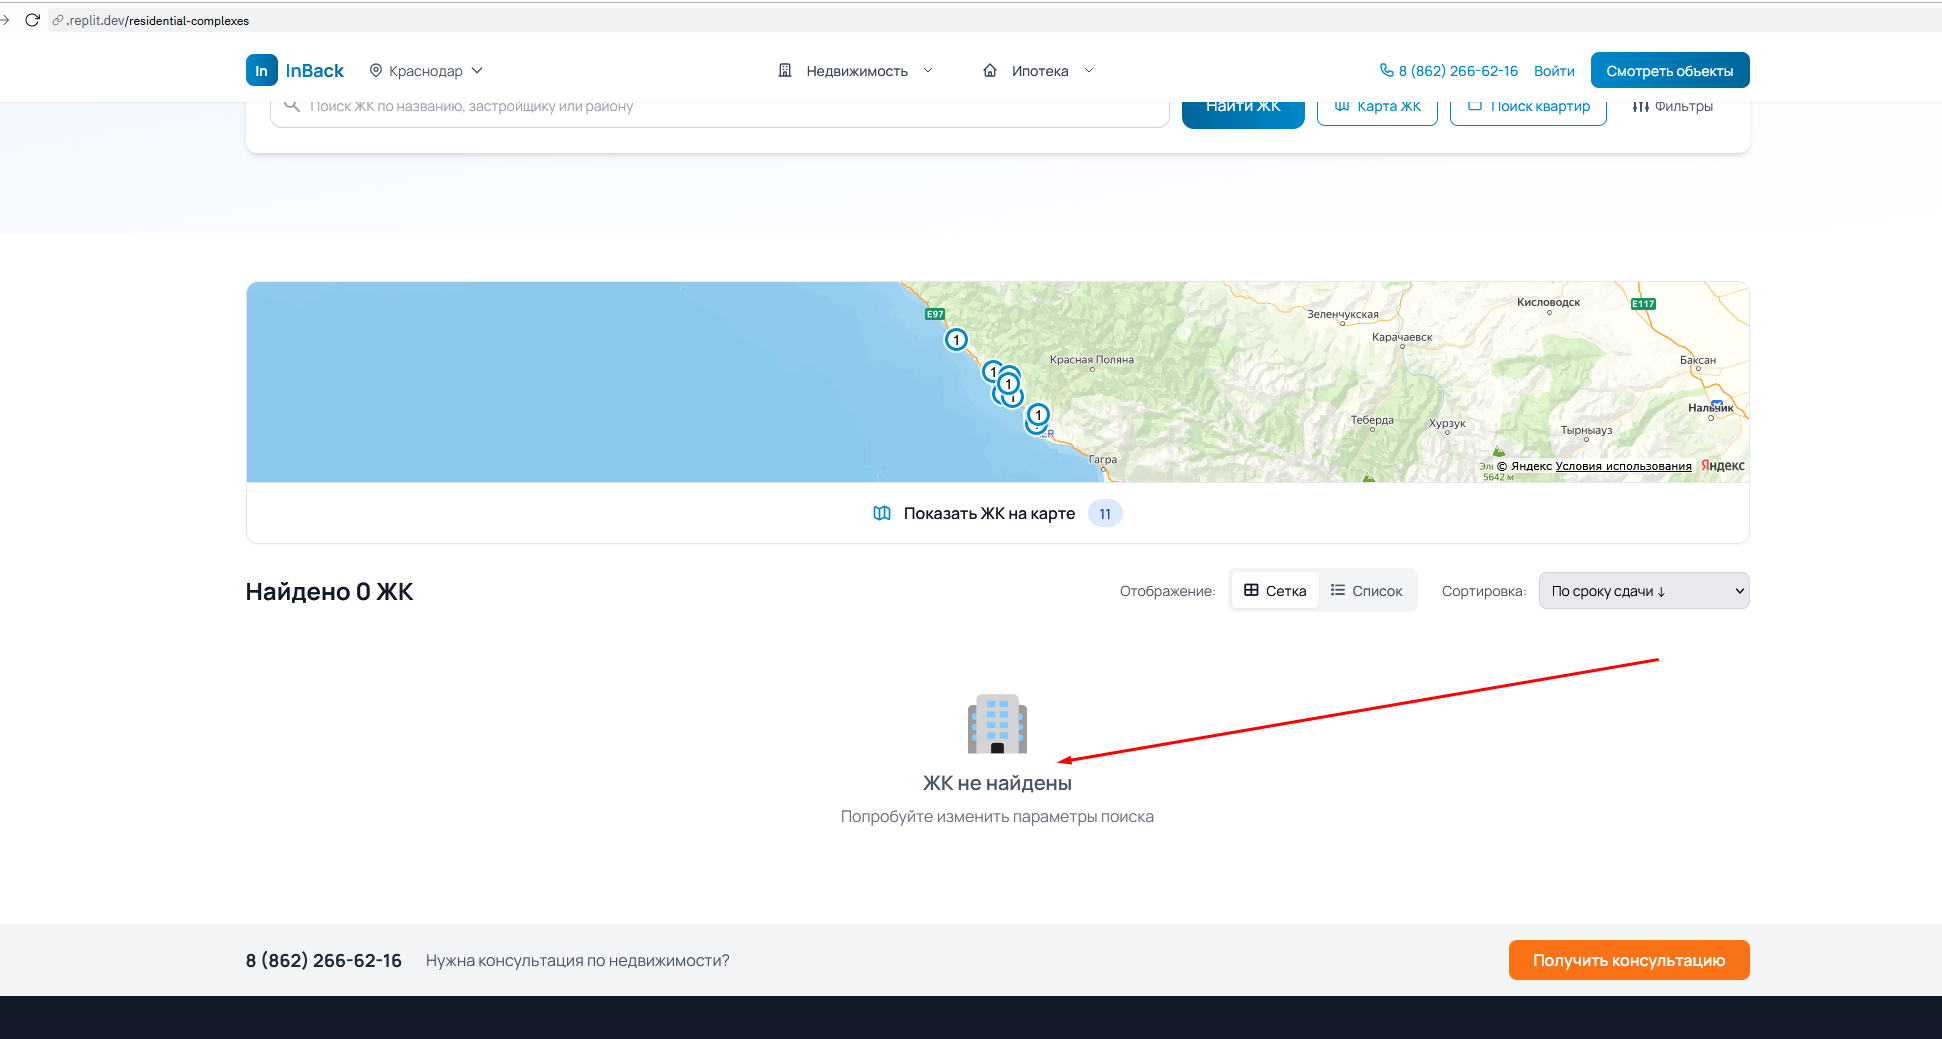 .replit.dev/residential-complexes
In InBack Краснодар Недвижимость Ипотека 8 (862) 266-62-16 Войти Смотреть объекты
Поиск ЖК по названию, застройщику или району Найти ЖК Карта ЖК Поиск квартир Фильтры
Кисловодск
E117
E97
Зеленчукская
1
Карачаевск
Красная Поляна
Баксан
1
1
Нальчик
1
Теберда
Хурзук
Тырныауз
Гагра
© Яндекс Условия использования Яндекс
5642 м
Показать ЖК на карте 11
Найдено 0 ЖК Отображение: Сетка Список Сортировка: По сроку сдачи ↓
ЖК не найдены
Попробуйте изменить параметры поиска
8 (862) 266-62-16 Нужна консультация по недвижимости? Получить консультацию